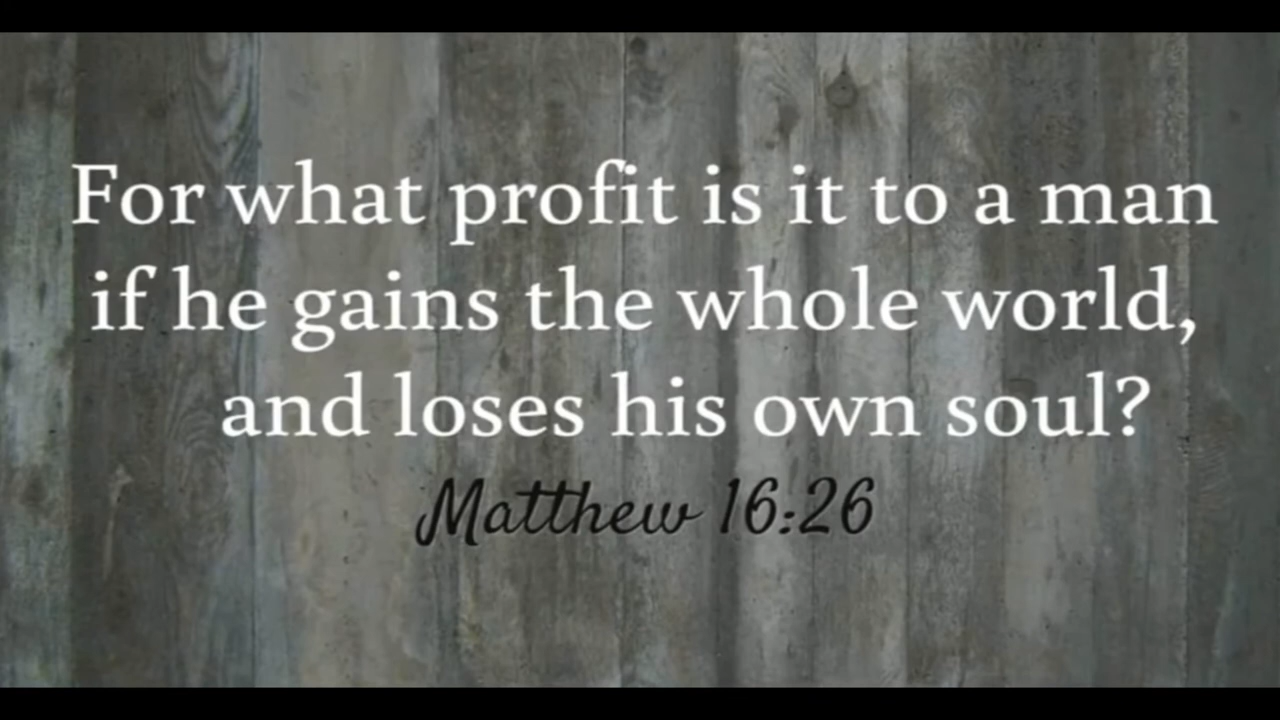 For what profit is it to a man
if he gains the whole world,
and loses his own soul?
Matthew 16:26